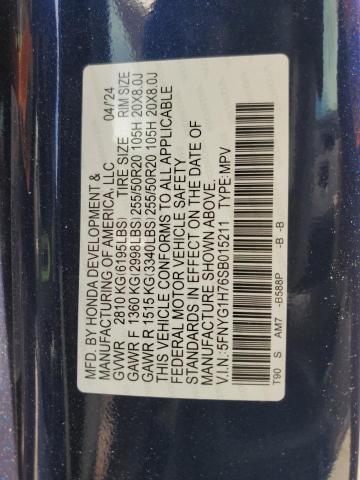 MFD. BY HONDA DEVELOPMENT & 04/'24
MANUFACTURING OF AMERICA, LLC
GVWR 2810 KG(6195LBS) TIRE SIZE RIM SIZE
GAWR F 1360 KG(2998LBS) 255/50R20 105H 20X8.0J
GAWR R 1515 KG(3340LBS) 255/50R20 105H 20X8.0J
THIS VEHICLE CONFORMS TO ALL APPLICABLE
FEDERAL MOTOR VEHICLE SAFETY
STANDARDS IN EFFECT ON THE DATE OF
MANUFACTURE SHOWN ABOVE.
V.I.N.:5FNYG1H76SB015211 TYPE:MPV
T90 S AM7 -B588P -B -B